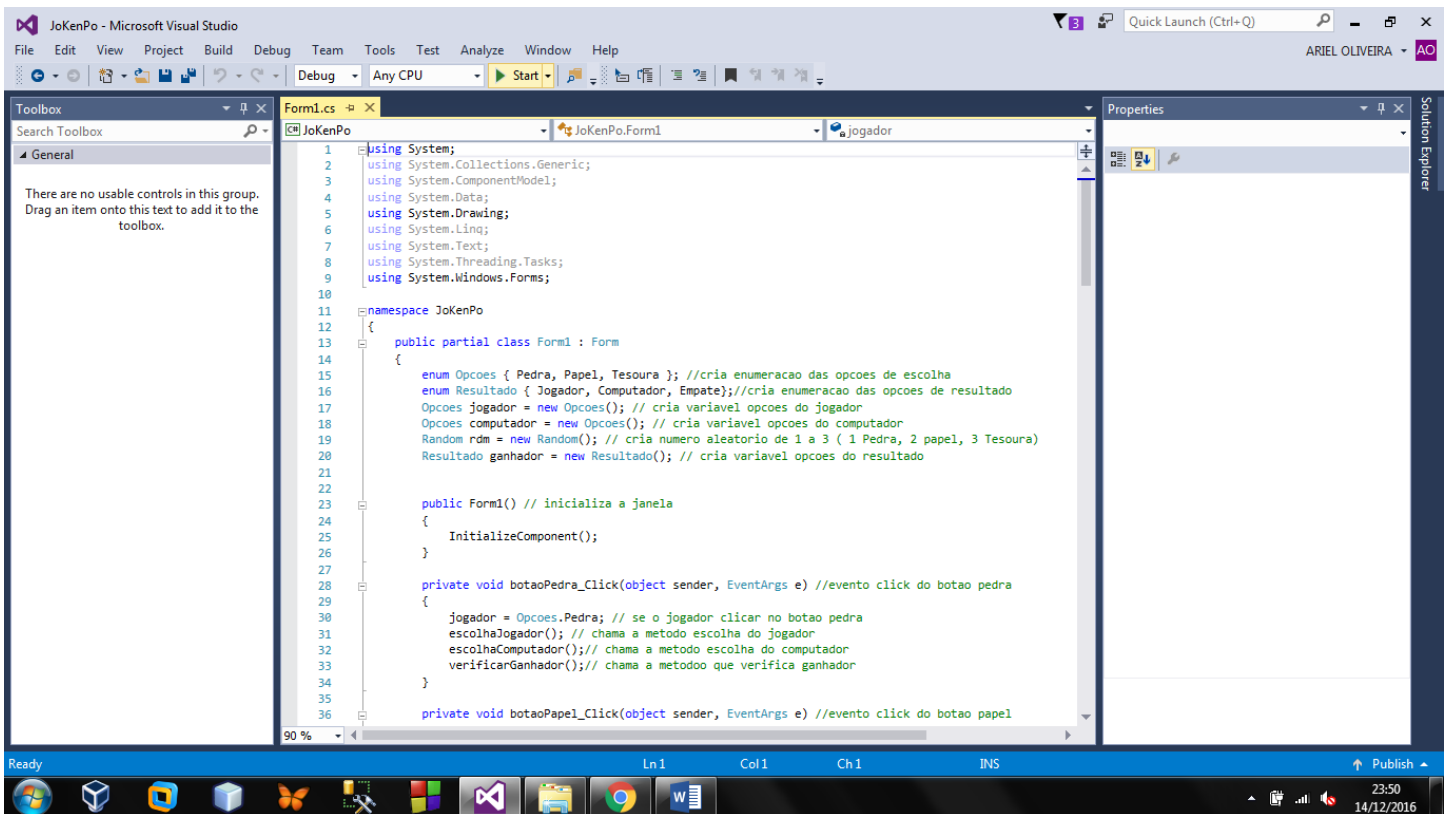 JoKenPo - Microsoft Visual Studio
3
Quick Launch (Ctrl+Q)
File Edit View Project Build Debug Team Tools Test Analyze Window Help
ARIEL OLIVEIRA AO
Debug Any CPU Start
Toolbox
Search Toolbox
General
There are no usable controls in this group.
Drag an item onto this text to add it to the
toolbox.
Form1.cs
C# JoKenPo JoKenPo.Form1 jogador
1 using System;
2 using System.Collections.Generic;
3 using System.ComponentModel;
4 using System.Data;
5 using System.Drawing;
6 using System.Linq;
7 using System.Text;
8 using System.Threading.Tasks;
9 using System.Windows.Forms;
10
11 namespace JoKenPo
12 {
13 public partial class Form1 : Form
14 {
15 enum Opcoes { Pedra, Papel, Tesoura }; //cria enumeracao das opcoes de escolha
16 enum Resultado { Jogador, Computador, Empate};//cria enumeracao das opcoes de resultado
17 Opcoes jogador = new Opcoes(); // cria variavel opcoes do jogador
18 Opcoes computador = new Opcoes(); // cria variavel opcoes do computador
19 Random rdm = new Random(); // cria numero aleatorio de 1 a 3 ( 1 Pedra, 2 papel, 3 Tesoura)
20 Resultado ganhador = new Resultado(); // cria variavel opcoes do resultado
21
22
23 public Form1() // inicializa a janela
24 {
25 InitializeComponent();
26 }
27
28 private void botaoPedra_Click(object sender, EventArgs e) //evento click do botao pedra
29 {
30 jogador = Opcoes.Pedra; // se o jogador clicar no botao pedra
31 escolhaJogador(); // chama a metodo escolha do jogador
32 escolhaComputador();// chama a metodo escolha do computador
33 verificarGanhador();// chama a metodoo que verifica ganhador
34 }
35
36 private void botaoPapel_Click(object sender, EventArgs e) //evento click do botao papel
90 %
Properties
Solution Explorer
Ready Ln 1 Col 1 Ch 1 INS Publish
23:50
14/12/2016